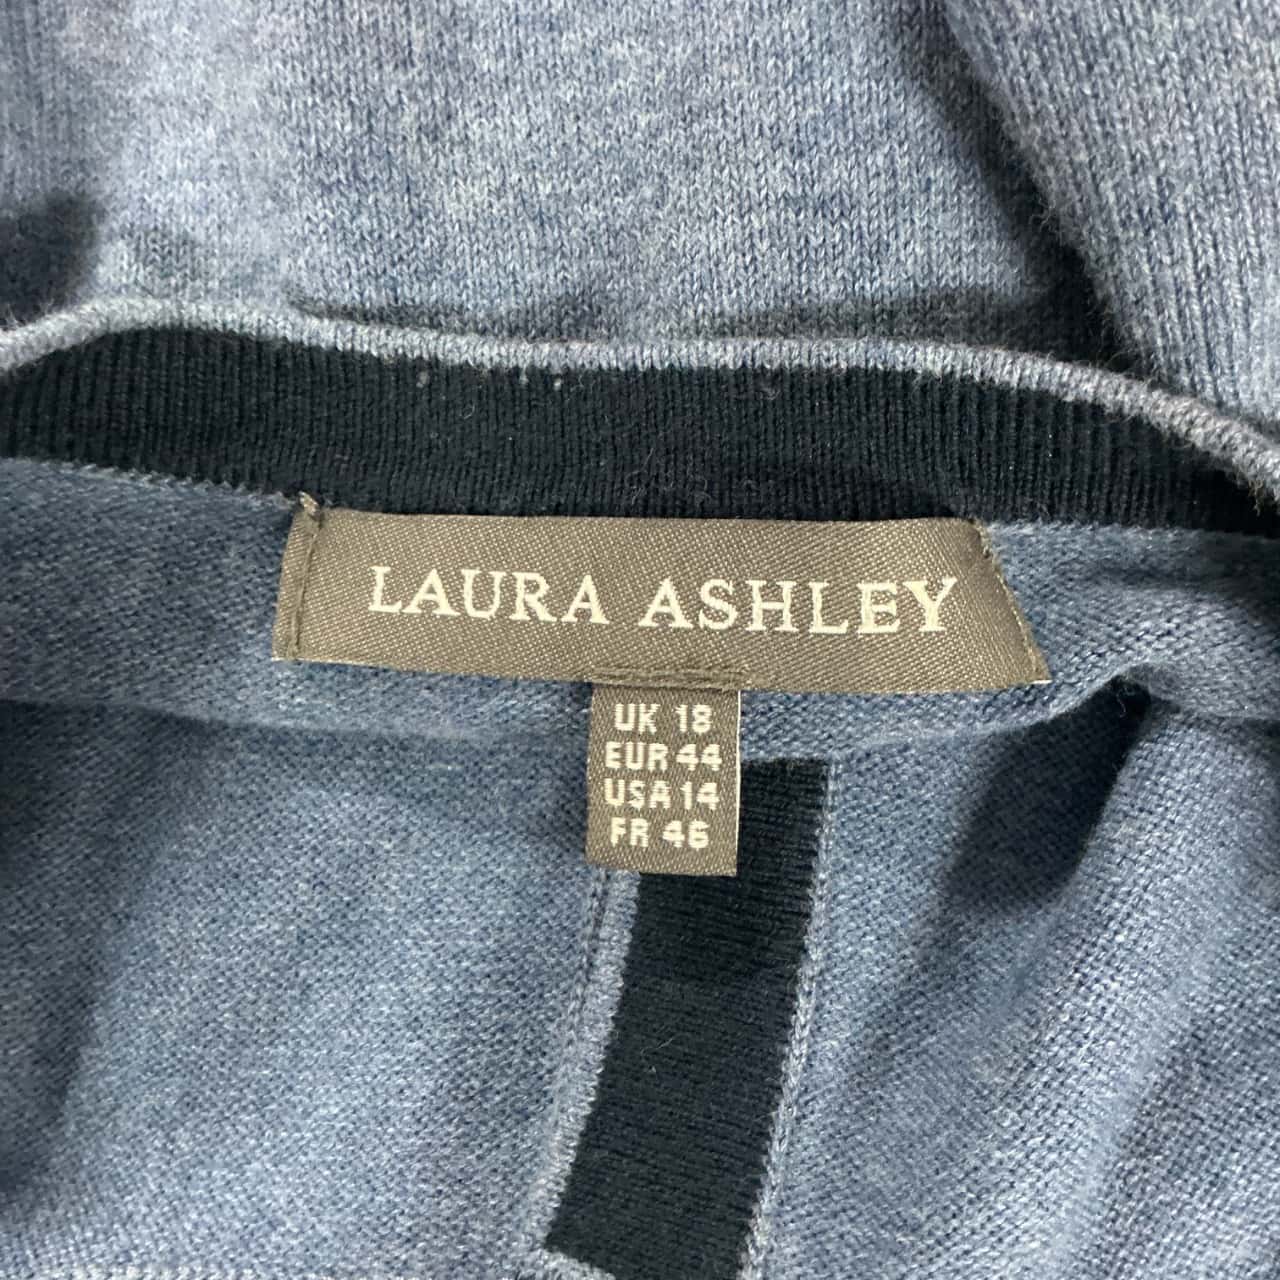 LAURA ASHLEY
UK 18
EUR 44
USA 14
FR 46